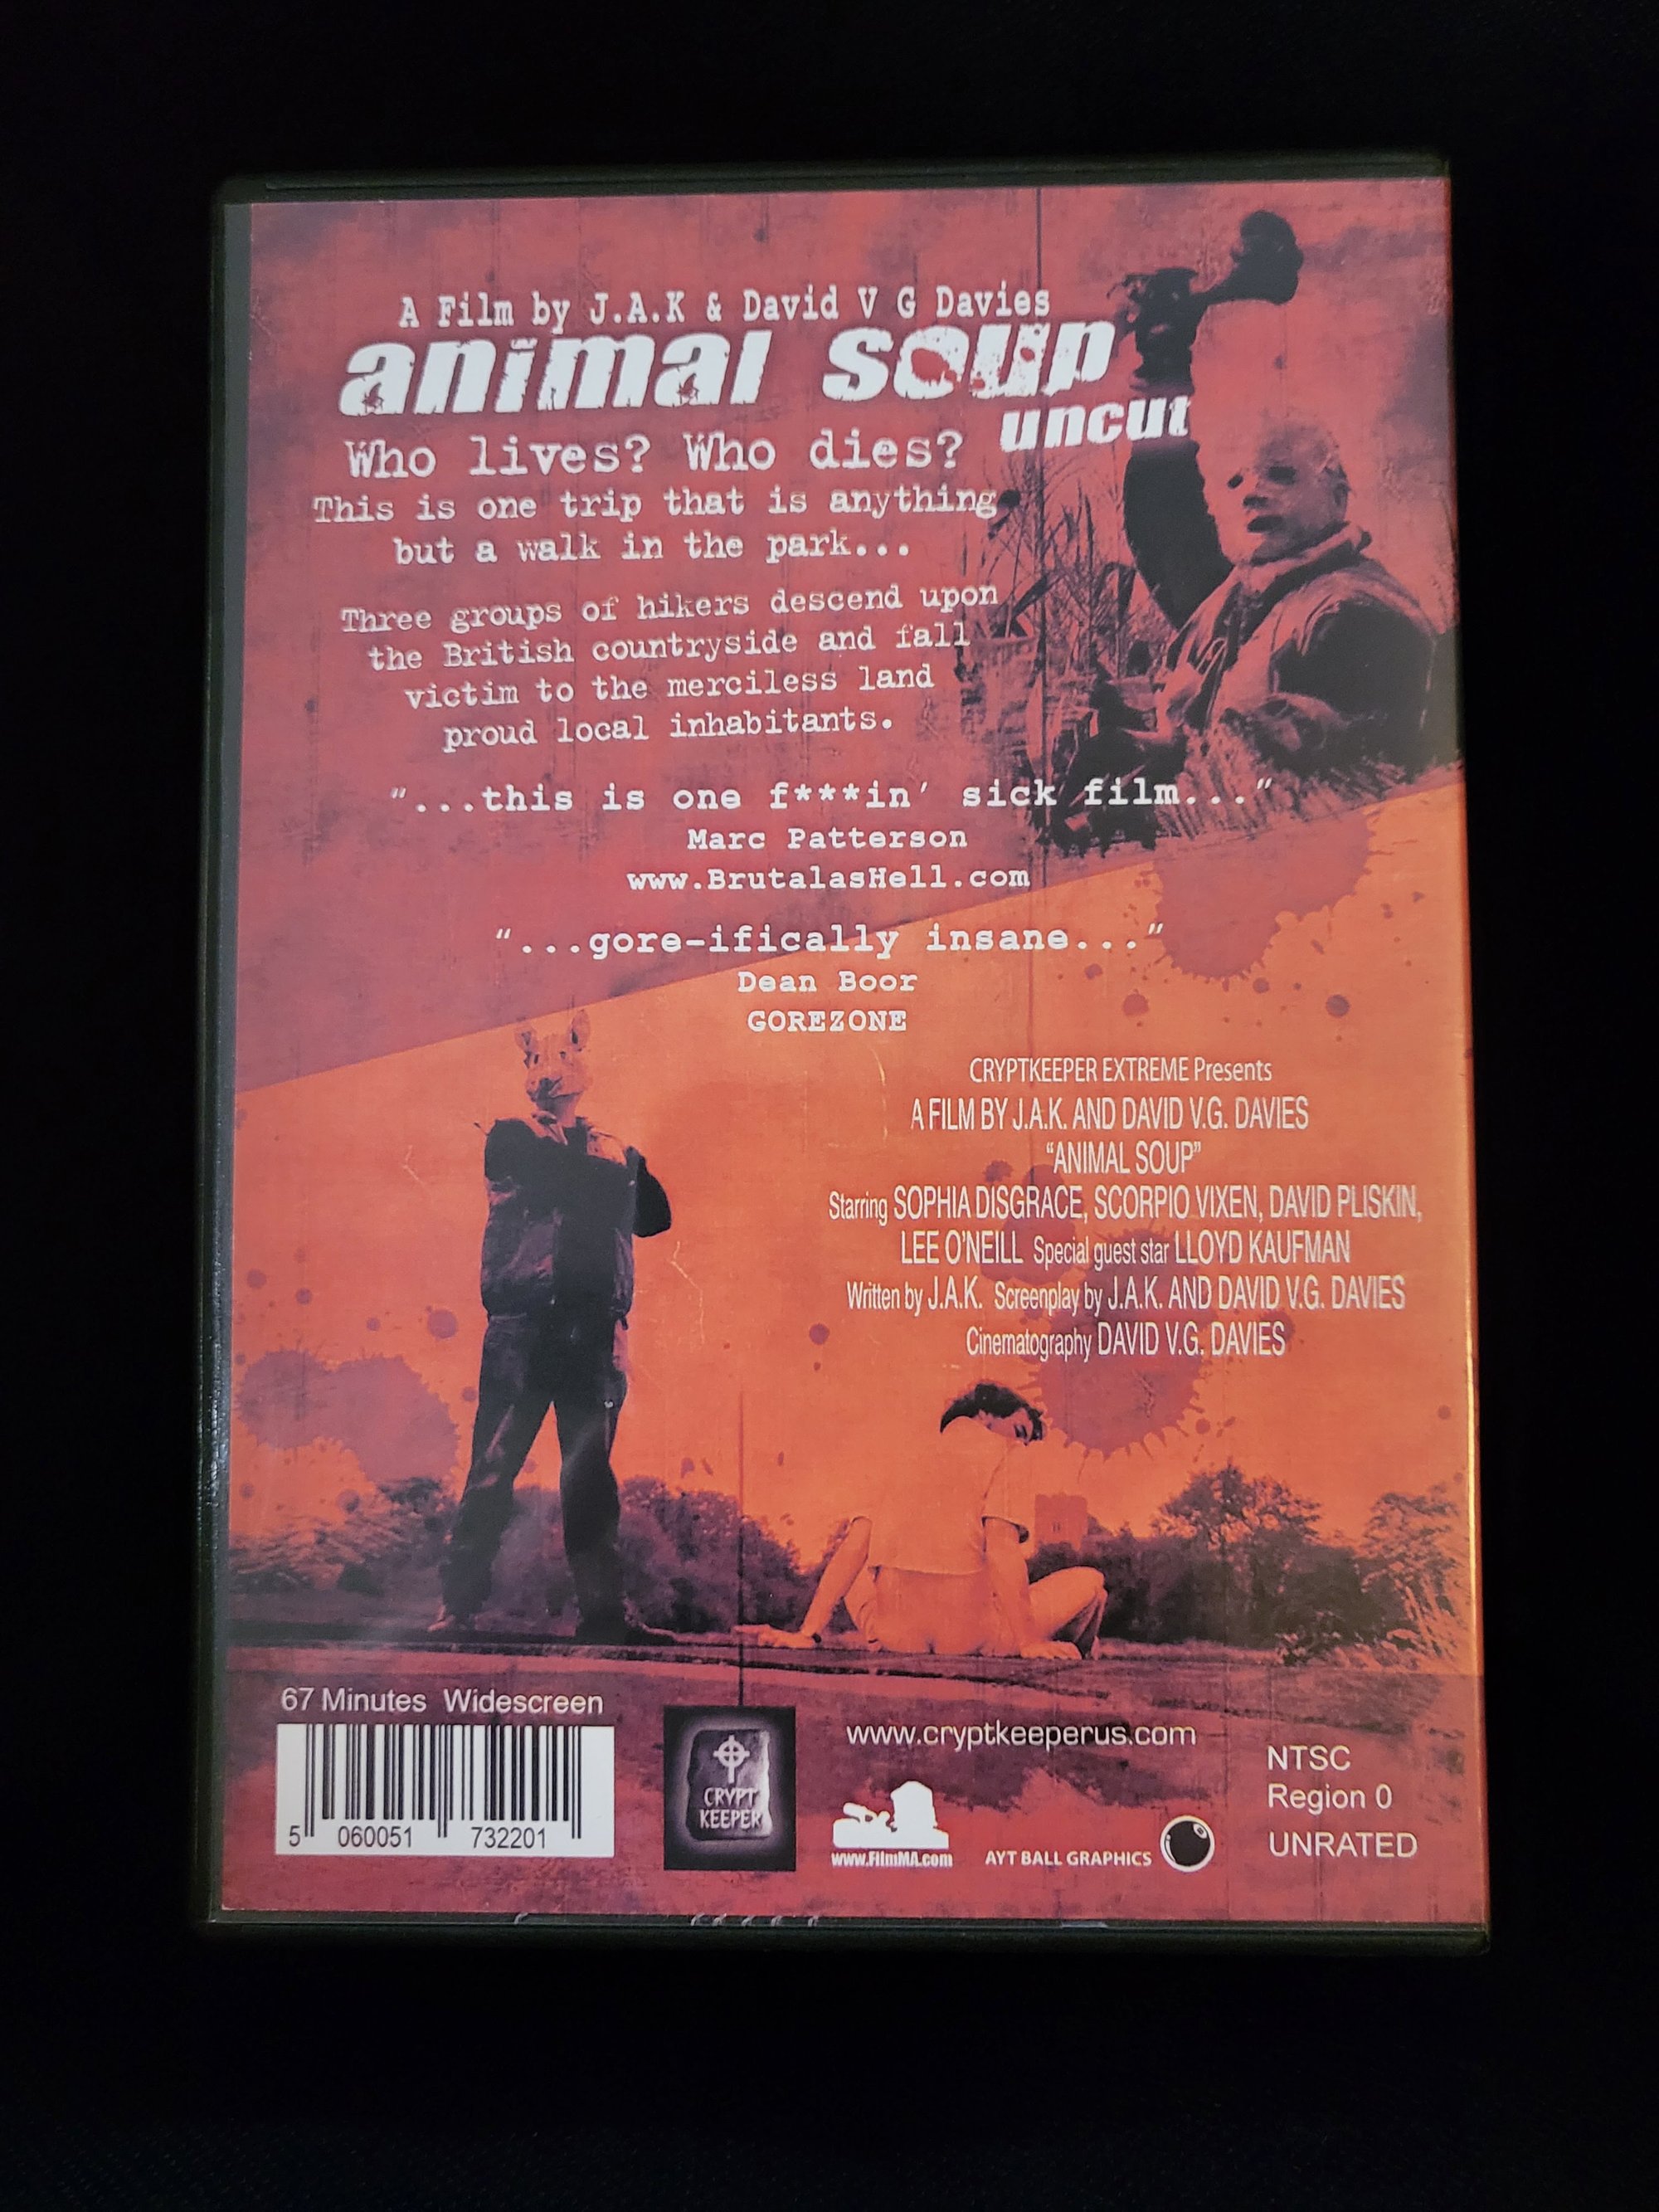 A Film by J.A.K & David V G Davies
animal soup
uncut
Who lives? Who dies?
This is one trip that is anything
but a walk in the park...
Three groups of hikers descend upon
the British countryside and fall
victim to the merciless land
proud local inhabitants.
"...this is one f***in' sick film..."
Marc Patterson
www.BrutalasHell.com
"...gore-ifically insane..."
Dean Boor
GOREZONE
CRYPTKEEPER EXTREME Presents
A FILM BY J.A.K. AND DAVID V.G. DAVIES
"ANIMAL SOUP"
Starring SOPHIA DISGRACE, SCORPIO VIXEN, DAVID PLISKIN,
LEE O'NEILL Special guest star LLOYD KAUFMAN
Written by J.A.K. Screenplay by J.A.K. AND DAVID V.G. DAVIES
Cinematography DAVID V.G. DAVIES
67 Minutes Widescreen
5 060051 732201
CRYPT
KEEPER
www.cryptkeeperus.com
www.FilmMA.com
AYT BALL GRAPHICS
NTSC
Region 0
UNRATED